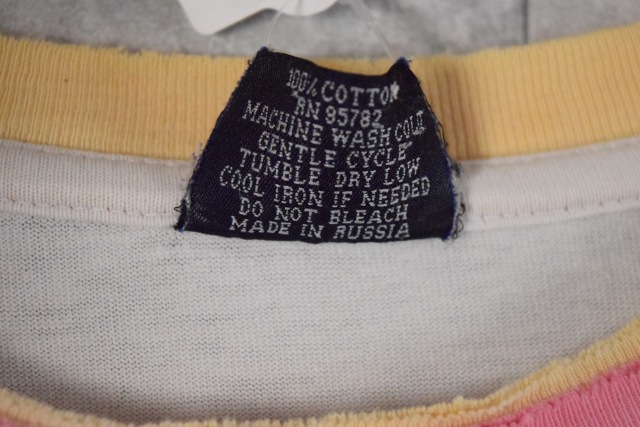 100% COTTON
RN 95782
MACHINE WASH COLD
GENTLE CYCLE
TUMBLE DRY LOW
COOL IRON IF NEEDED
DO NOT BLEACH
MADE IN RUSSIA